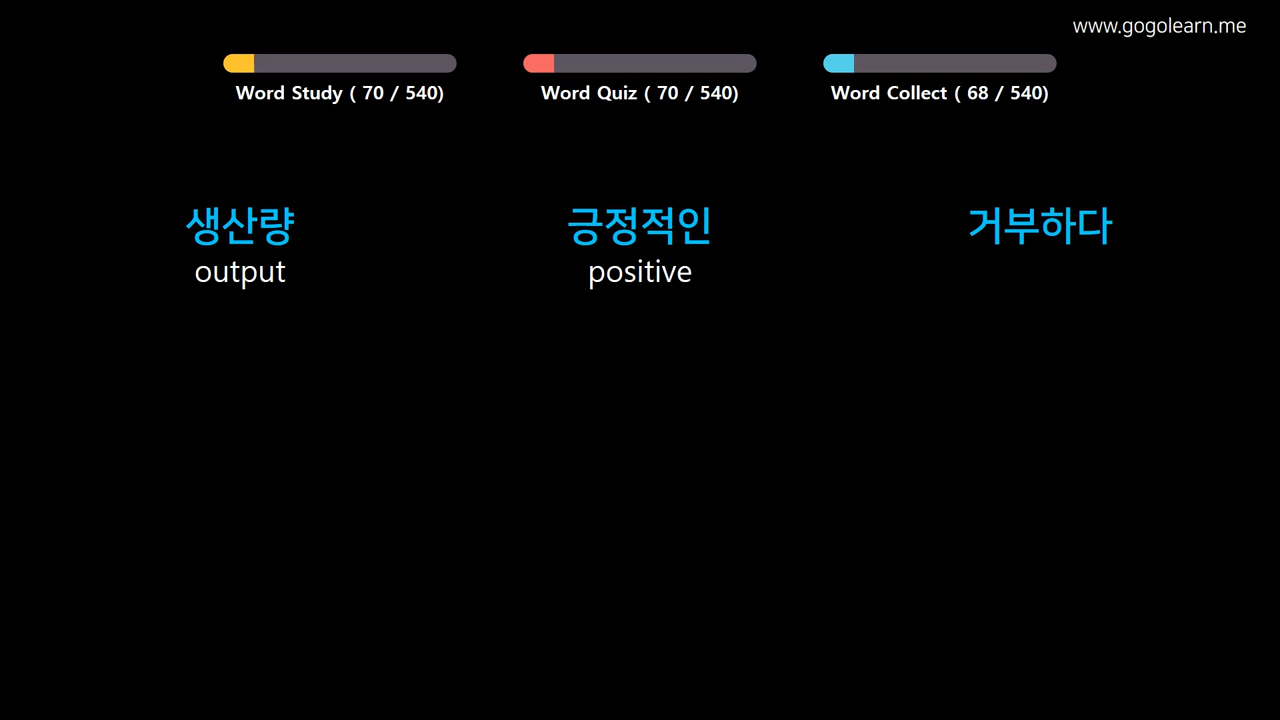 www.gogolearn.me
Word Study ( 70 / 540)
Word Quiz ( 70 / 540)
Word Collect ( 68 / 540)
생산량
output
긍정적인
positive
거부하다